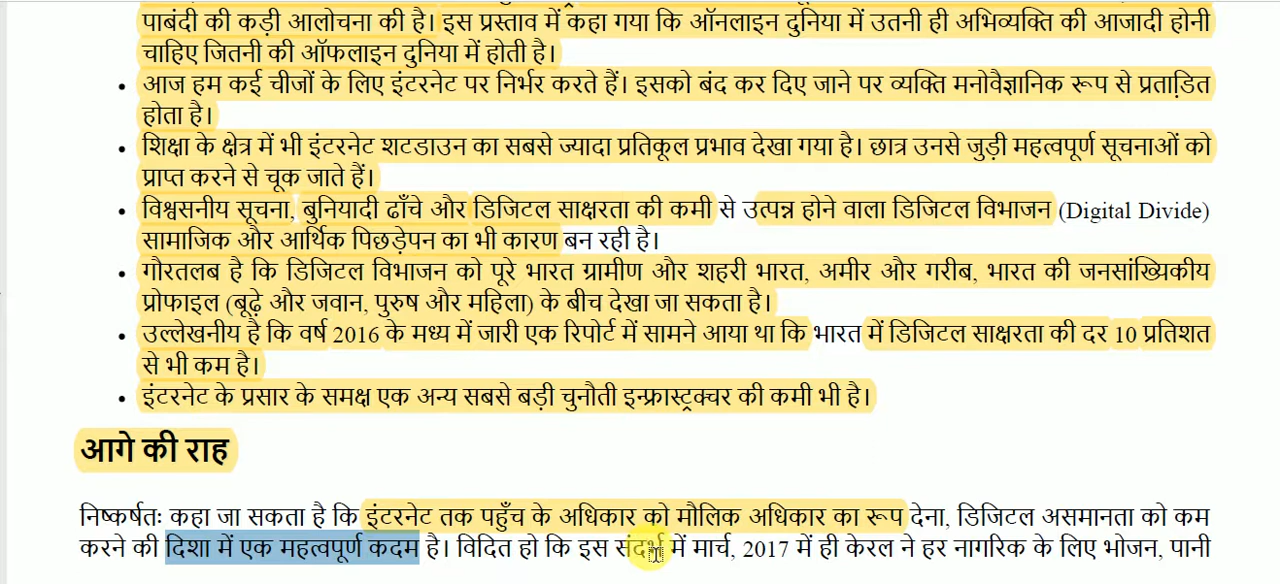 पाबंदी की कड़ी आलोचना की है। इस प्रस्ताव में कहा गया कि ऑनलाइन दुनिया में उतनी ही अभिव्यक्ति की आजादी होनी
चाहिए जितनी की ऑफलाइन दुनिया में होती है।
• आज हम कई चीजों के लिए इंटरनेट पर निर्भर करते हैं। इसको बंद कर दिए जाने पर व्यक्ति मनोवैज्ञानिक रूप से प्रताड़ित
होता है।
• शिक्षा के क्षेत्र में भी इंटरनेट शटडाउन का सबसे ज्यादा प्रतिकूल प्रभाव देखा गया है। छात्र उनसे जुड़ी महत्वपूर्ण सूचनाओं को
प्राप्त करने से चूक जाते हैं।
• विश्वसनीय सूचना, बुनियादी ढाँचे और डिजिटल साक्षरता की कमी से उत्पन्न होने वाला डिजिटल विभाजन (Digital Divide)
सामाजिक और आर्थिक पिछड़ेपन का भी कारण बन रही है।
• गौरतलब है कि डिजिटल विभाजन को पूरे भारत ग्रामीण और शहरी भारत, अमीर और गरीब, भारत की जनसांख्यिकीय
प्रोफाइल (बूढ़े और जवान, पुरुष और महिला) के बीच देखा जा सकता है।
• उल्लेखनीय है कि वर्ष 2016 के मध्य में जारी एक रिपोर्ट में सामने आया था कि भारत में डिजिटल साक्षरता की दर 10 प्रतिशत
से भी कम है।
• इंटरनेट के प्रसार के समक्ष एक अन्य सबसे बड़ी चुनौती इन्फ्रास्ट्रक्चर की कमी भी है।
आगे की राह
निष्कर्षतः कहा जा सकता है कि इंटरनेट तक पहुँच के अधिकार को मौलिक अधिकार का रूप देना, डिजिटल असमानता को कम
करने की दिशा में एक महत्वपूर्ण कदम है। विदित हो कि इस संदर्भ में मार्च, 2017 में ही केरल ने हर नागरिक के लिए भोजन, पानी